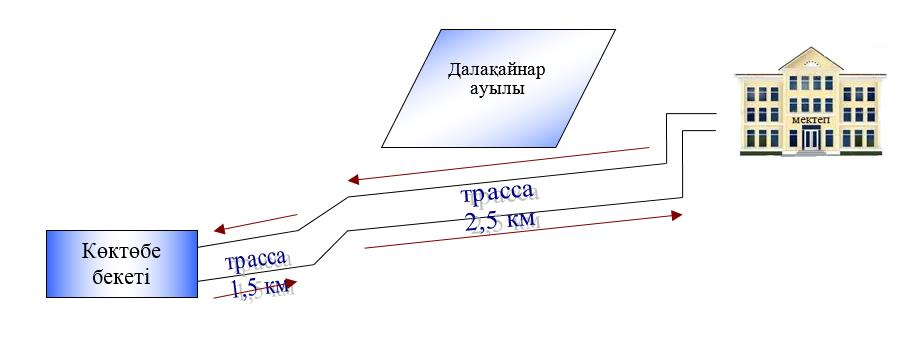 Далақайнар
ауылы
мектеп
трасса
2,5 км
Көктөбе
бекеті
трасса
1,5 км